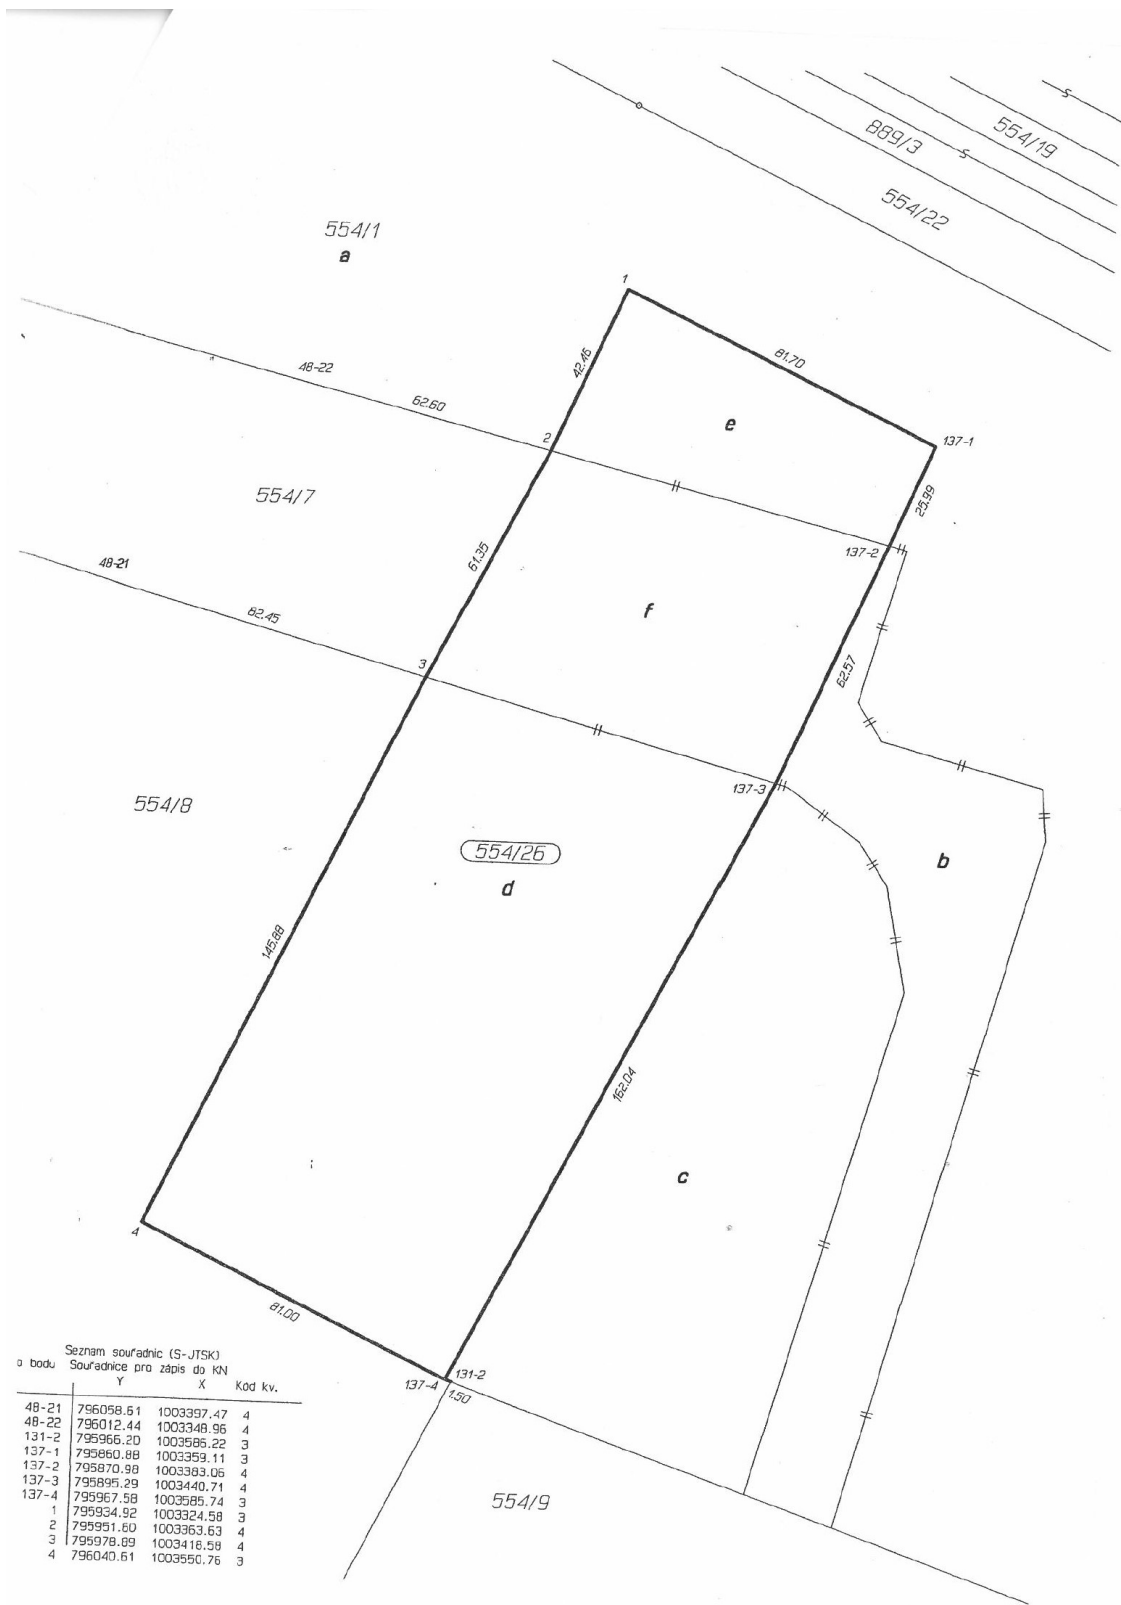 S
554/19
889/3
S
554/22
554/1
a
1
81.70
42.46
48-22
62.60
e
2
137-1
554/7
25.99
137-2
61.35
48-21
f
82.45
3
62.57
137-3
554/8
554/26
d
b
145.88
162.04
c
4
81.00
131-2
137-4
1.50
554/9
Seznam souřadnic (S-JTSK)
o bodu Souřadnice pro zápis do KN
Y X Kód kv.
48-21 796058.61 1003397.47 4
48-22 796012.44 1003348.96 4
131-2 795966.20 1003586.22 3
137-1 795860.88 1003359.11 3
137-2 795870.98 1003383.06 4
137-3 795895.29 1003440.71 4
137-4 795967.58 1003585.74 3
1 795934.92 1003324.58 3
2 795951.60 1003363.63 4
3 795978.89 1003418.58 4
4 796040.61 1003550.76 3